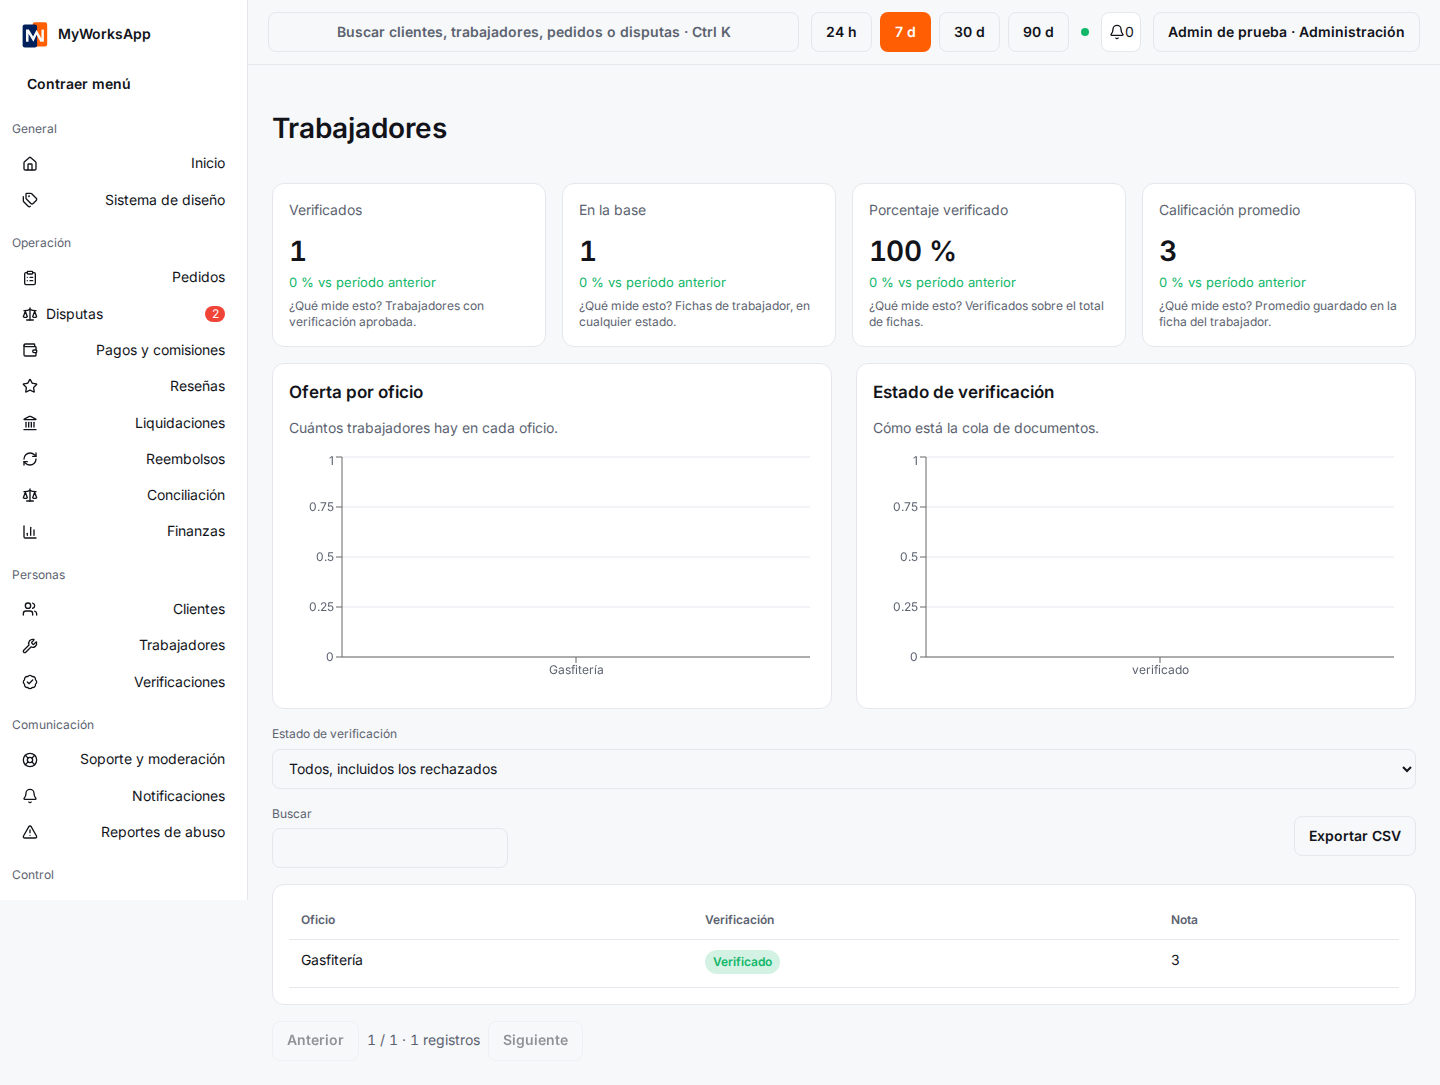 MyWorksApp
Contraer menú
General
Inicio
Sistema de diseño
Operación
Pedidos
Disputas 2
Pagos y comisiones
Reseñas
Liquidaciones
Reembolsos
Conciliación
Finanzas
Personas
Clientes
Trabajadores
Verificaciones
Comunicación
Soporte y moderación
Notificaciones
Reportes de abuso
Control
Buscar clientes, trabajadores, pedidos o disputas · Ctrl K
24 h
7 d
30 d
90 d
0
Admin de prueba · Administración
Trabajadores
Verificados
1
0 % vs período anterior
¿Qué mide esto? Trabajadores con
verificación aprobada.
En la base
1
0 % vs período anterior
¿Qué mide esto? Fichas de trabajador, en
cualquier estado.
Porcentaje verificado
100 %
0 % vs período anterior
¿Qué mide esto? Verificados sobre el total
de fichas.
Calificación promedio
3
0 % vs período anterior
¿Qué mide esto? Promedio guardado en la
ficha del trabajador.
Oferta por oficio
Cuántos trabajadores hay en cada oficio.
1
0.75
0.5
0.25
0
Gasfitería
Estado de verificación
Cómo está la cola de documentos.
1
0.75
0.5
0.25
0
verificado
Estado de verificación
Todos, incluidos los rechazados
Buscar
Exportar CSV
Oficio Verificación Nota
Gasfitería Verificado 3
Anterior 1 / 1 · 1 registros Siguiente